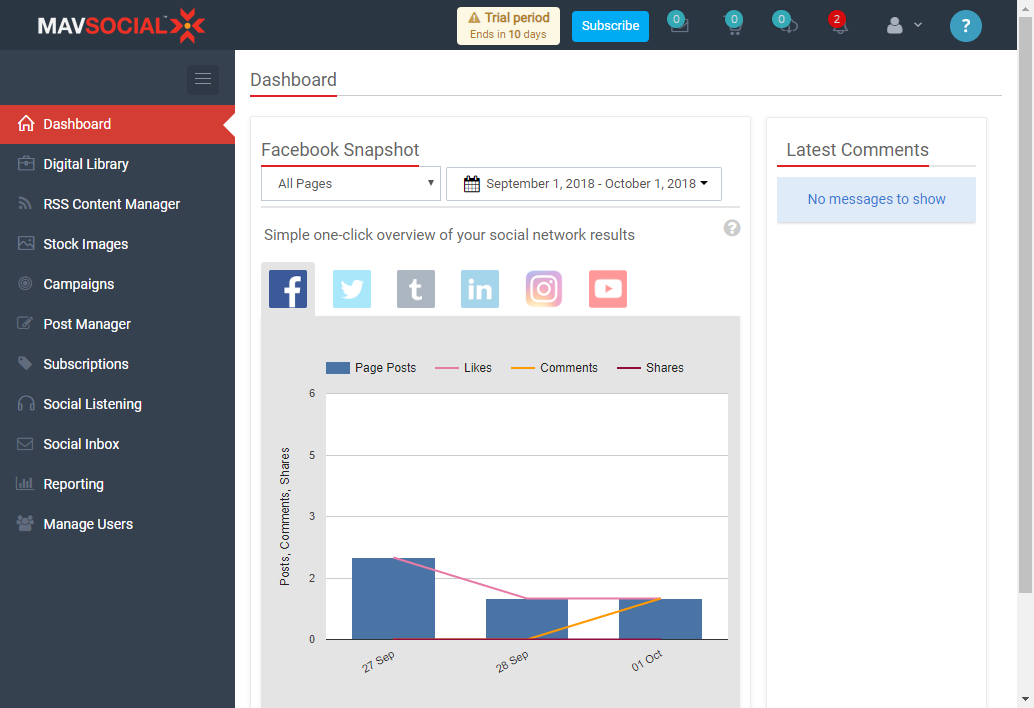 MAVSOCIAL™
Trial period
Ends in 10 days
Subscribe
0
0
0
2
?
Dashboard
Digital Library
RSS Content Manager
Stock Images
Campaigns
Post Manager
Subscriptions
Social Listening
Social Inbox
Reporting
Manage Users
Dashboard
Facebook Snapshot
All Pages
September 1, 2018 - October 1, 2018
Simple one-click overview of your social network results
?
f
t
in
Page Posts Likes Comments Shares
Posts, Comments, Shares
6
5
3
2
0
27 Sep
28 Sep
01 Oct
Latest Comments
No messages to show